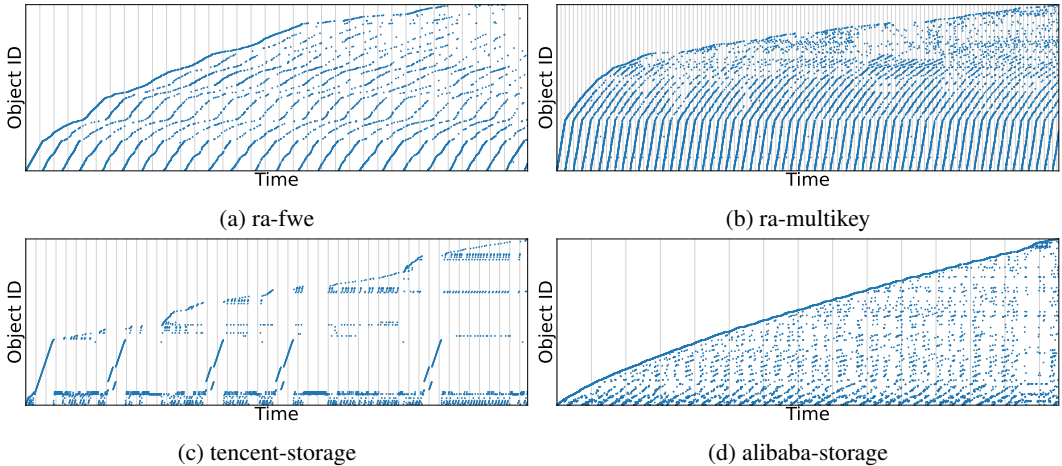 Object ID
Time
(a) ra-fwe
Object ID
Time
(b) ra-multikey
Object ID
Time
(c) tencent-storage
Object ID
Time
(d) alibaba-storage